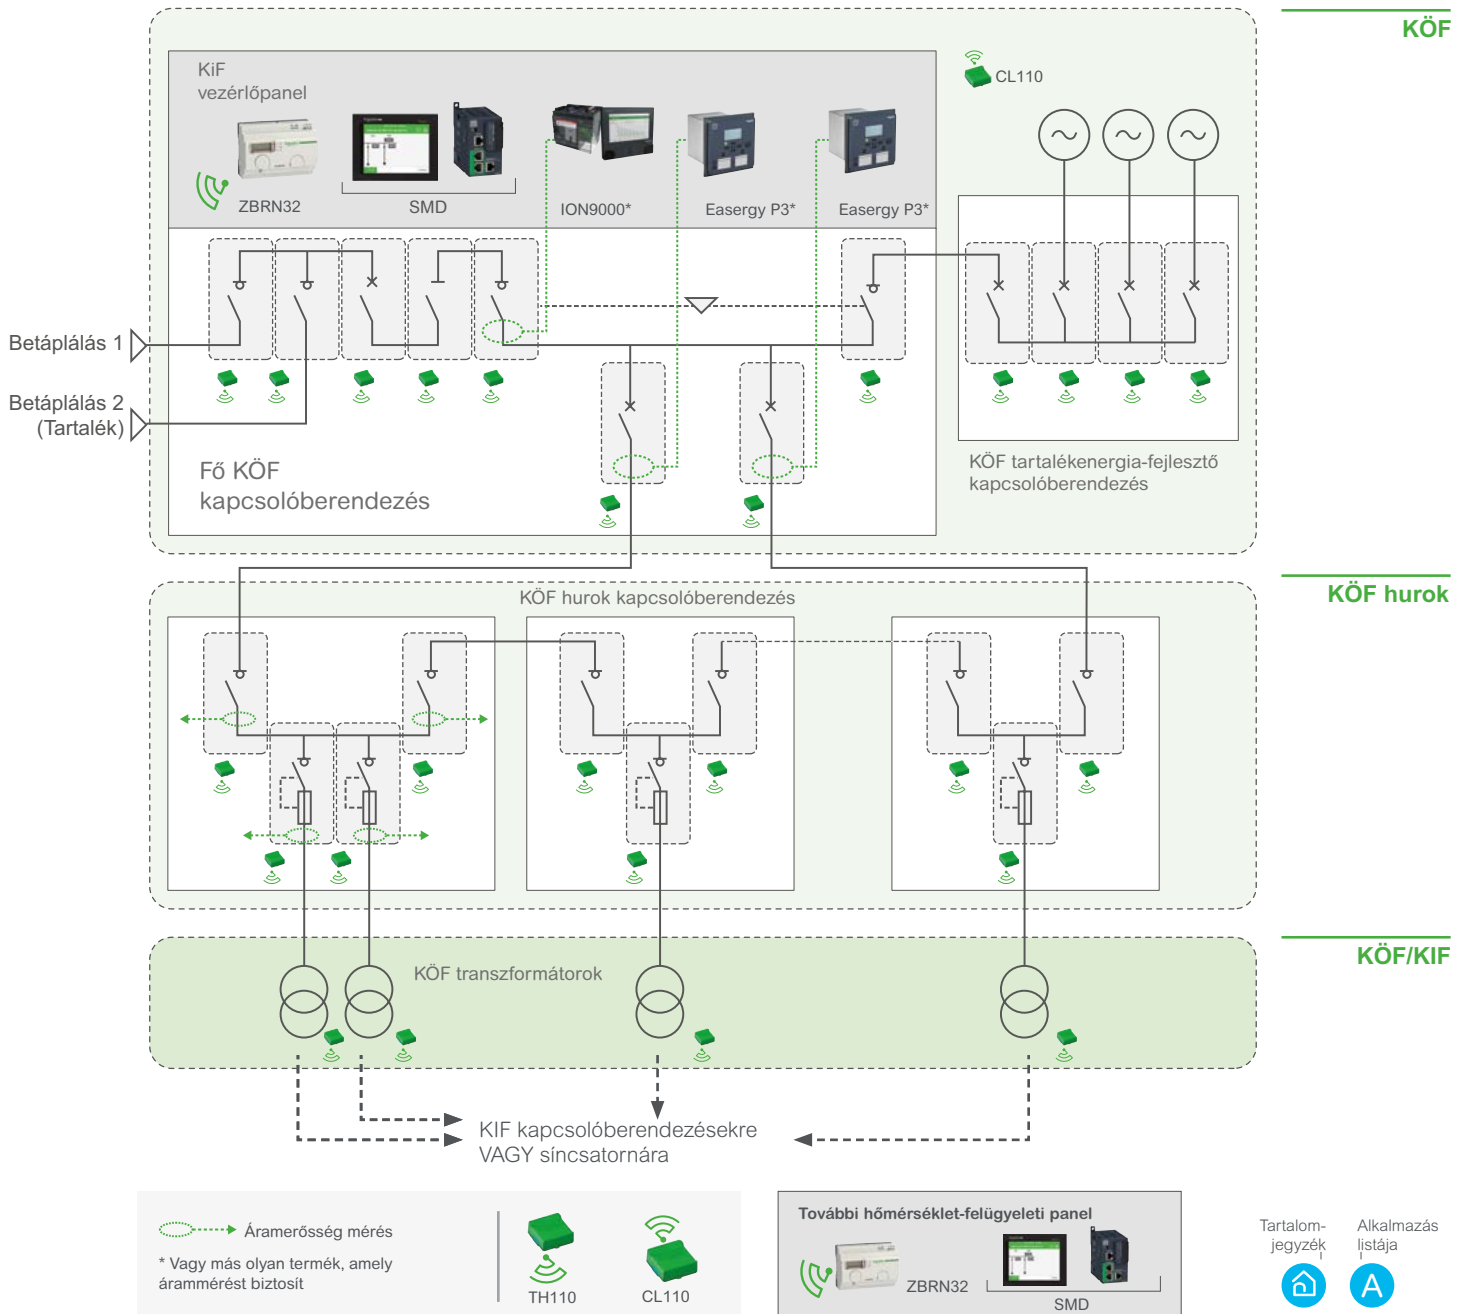 KÖF
KiF
vezérlőpanel
CL110
ZBRN32
SMD
ION9000*
Easergy P3*
Easergy P3*
Betáplálás 1
Betáplálás 2
(Tartalék)
Fő KÖF
kapcsolóberendezés
KÖF tartalékenergia-fejlesztő
kapcsolóberendezés
KÖF hurok
KÖF hurok kapcsolóberendezés
KÖF/KIF
KÖF transzformátorok
KIF kapcsolóberendezésekre
VAGY síncsatornára
Áramerősség mérés
* Vagy más olyan termék, amely
árammérést biztosít
TH110
CL110
További hőmérséklet-felügyeleti panel
ZBRN32
SMD
Tartalom-
jegyzék
Alkalmazás
listája
A